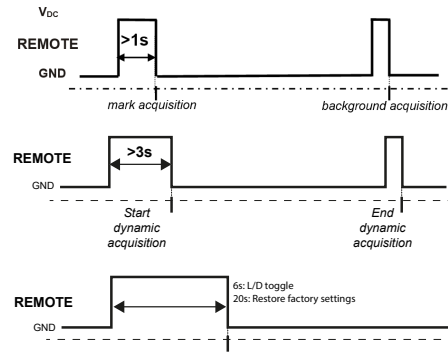 VDC
REMOTE
>1s
GND
mark acquisition
background acquisition
REMOTE
>3s
GND
Start
dynamic
acquisition
End
dynamic
acquisition
6s: L/D toggle
20s: Restore factory settings
REMOTE
GND